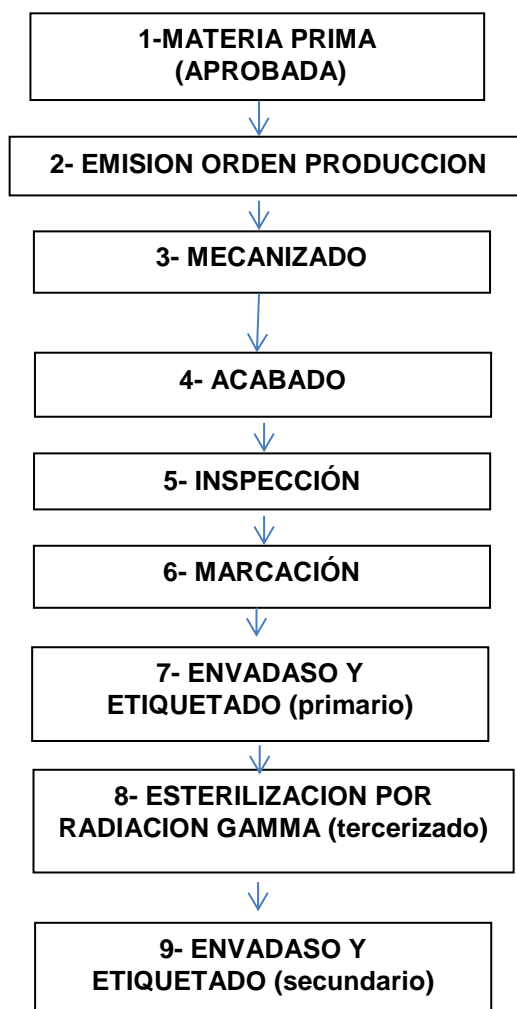 1-MATERIA PRIMA
(APROBADA)
2- EMISION ORDEN PRODUCCION
3- MECANIZADO
4- ACABADO
5- INSPECCIÓN
6- MARCACIÓN
7- ENVADASO Y
ETIQUETADO (primario)
8- ESTERILIZACION POR
RADIACION GAMMA (tercerizado)
9- ENVADASO Y
ETIQUETADO (secundario)